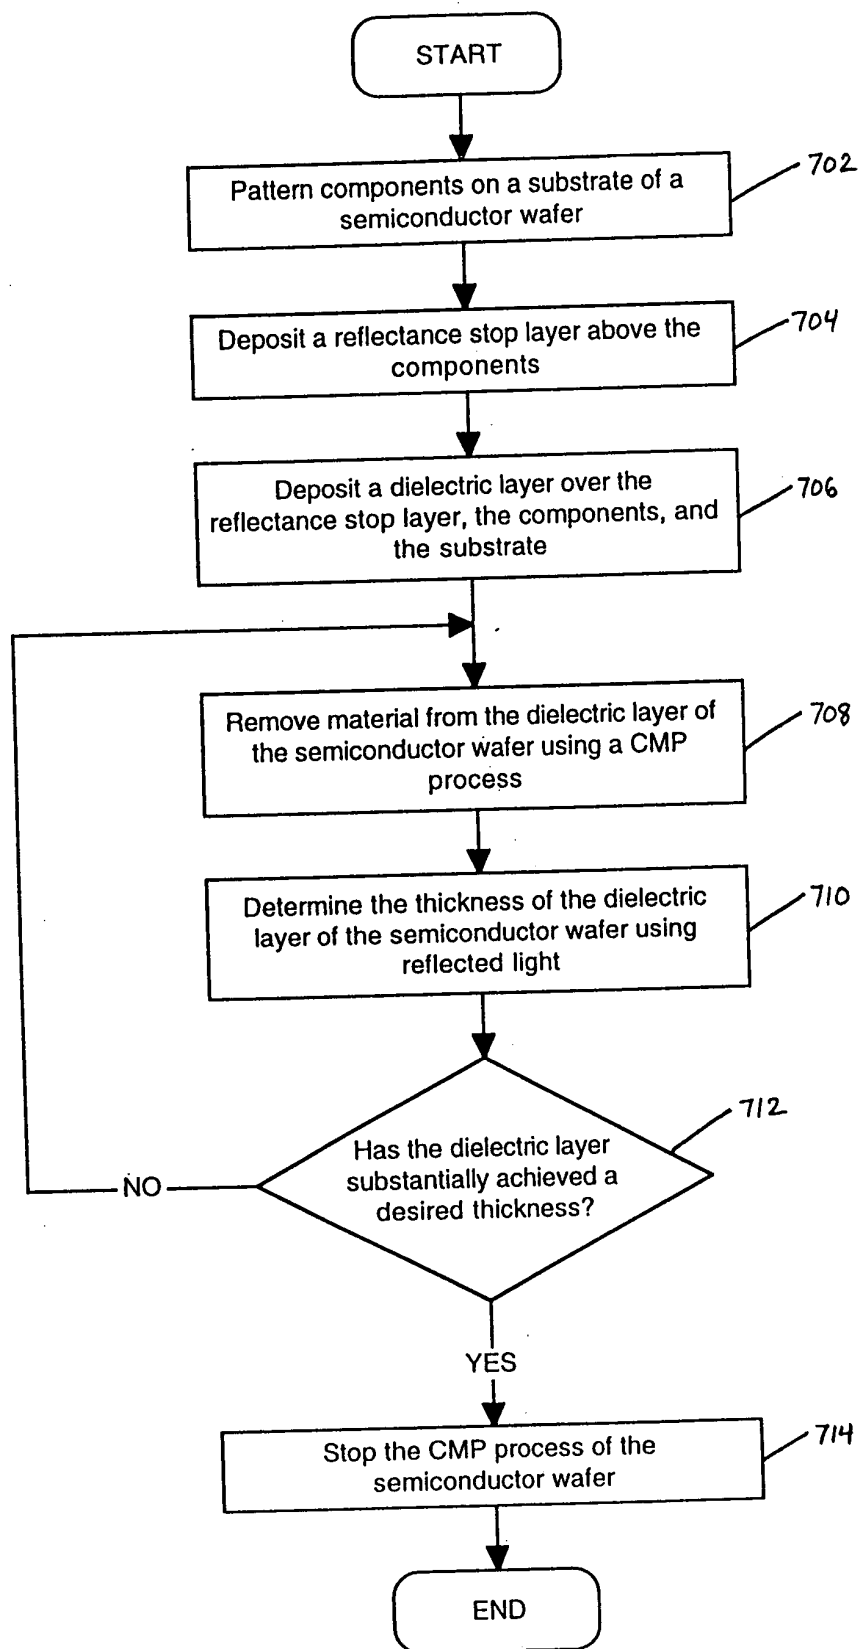 START
Pattern components on a substrate of a
semiconductor wafer
702
Deposit a reflectance stop layer above the
components
704
Deposit a dielectric layer over the
reflectance stop layer, the components, and
the substrate
706
Remove material from the dielectric layer of
the semiconductor wafer using a CMP
process
708
Determine the thickness of the dielectric
layer of the semiconductor wafer using
reflected light
710
Has the dielectric layer
substantially achieved a
desired thickness?
712
NO
YES
Stop the CMP process of the
semiconductor wafer
714
END